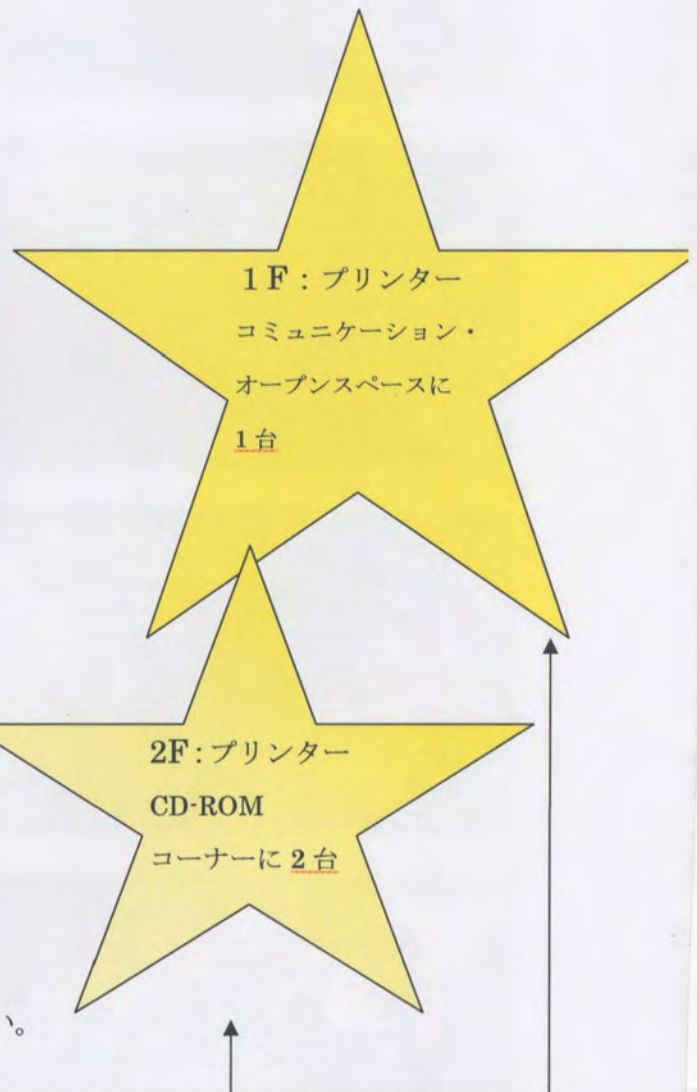 1F：プリンター
コミュニケーション・
オープンスペースに
1台
2F：プリンター
CD-ROM
コーナーに 2台
い。